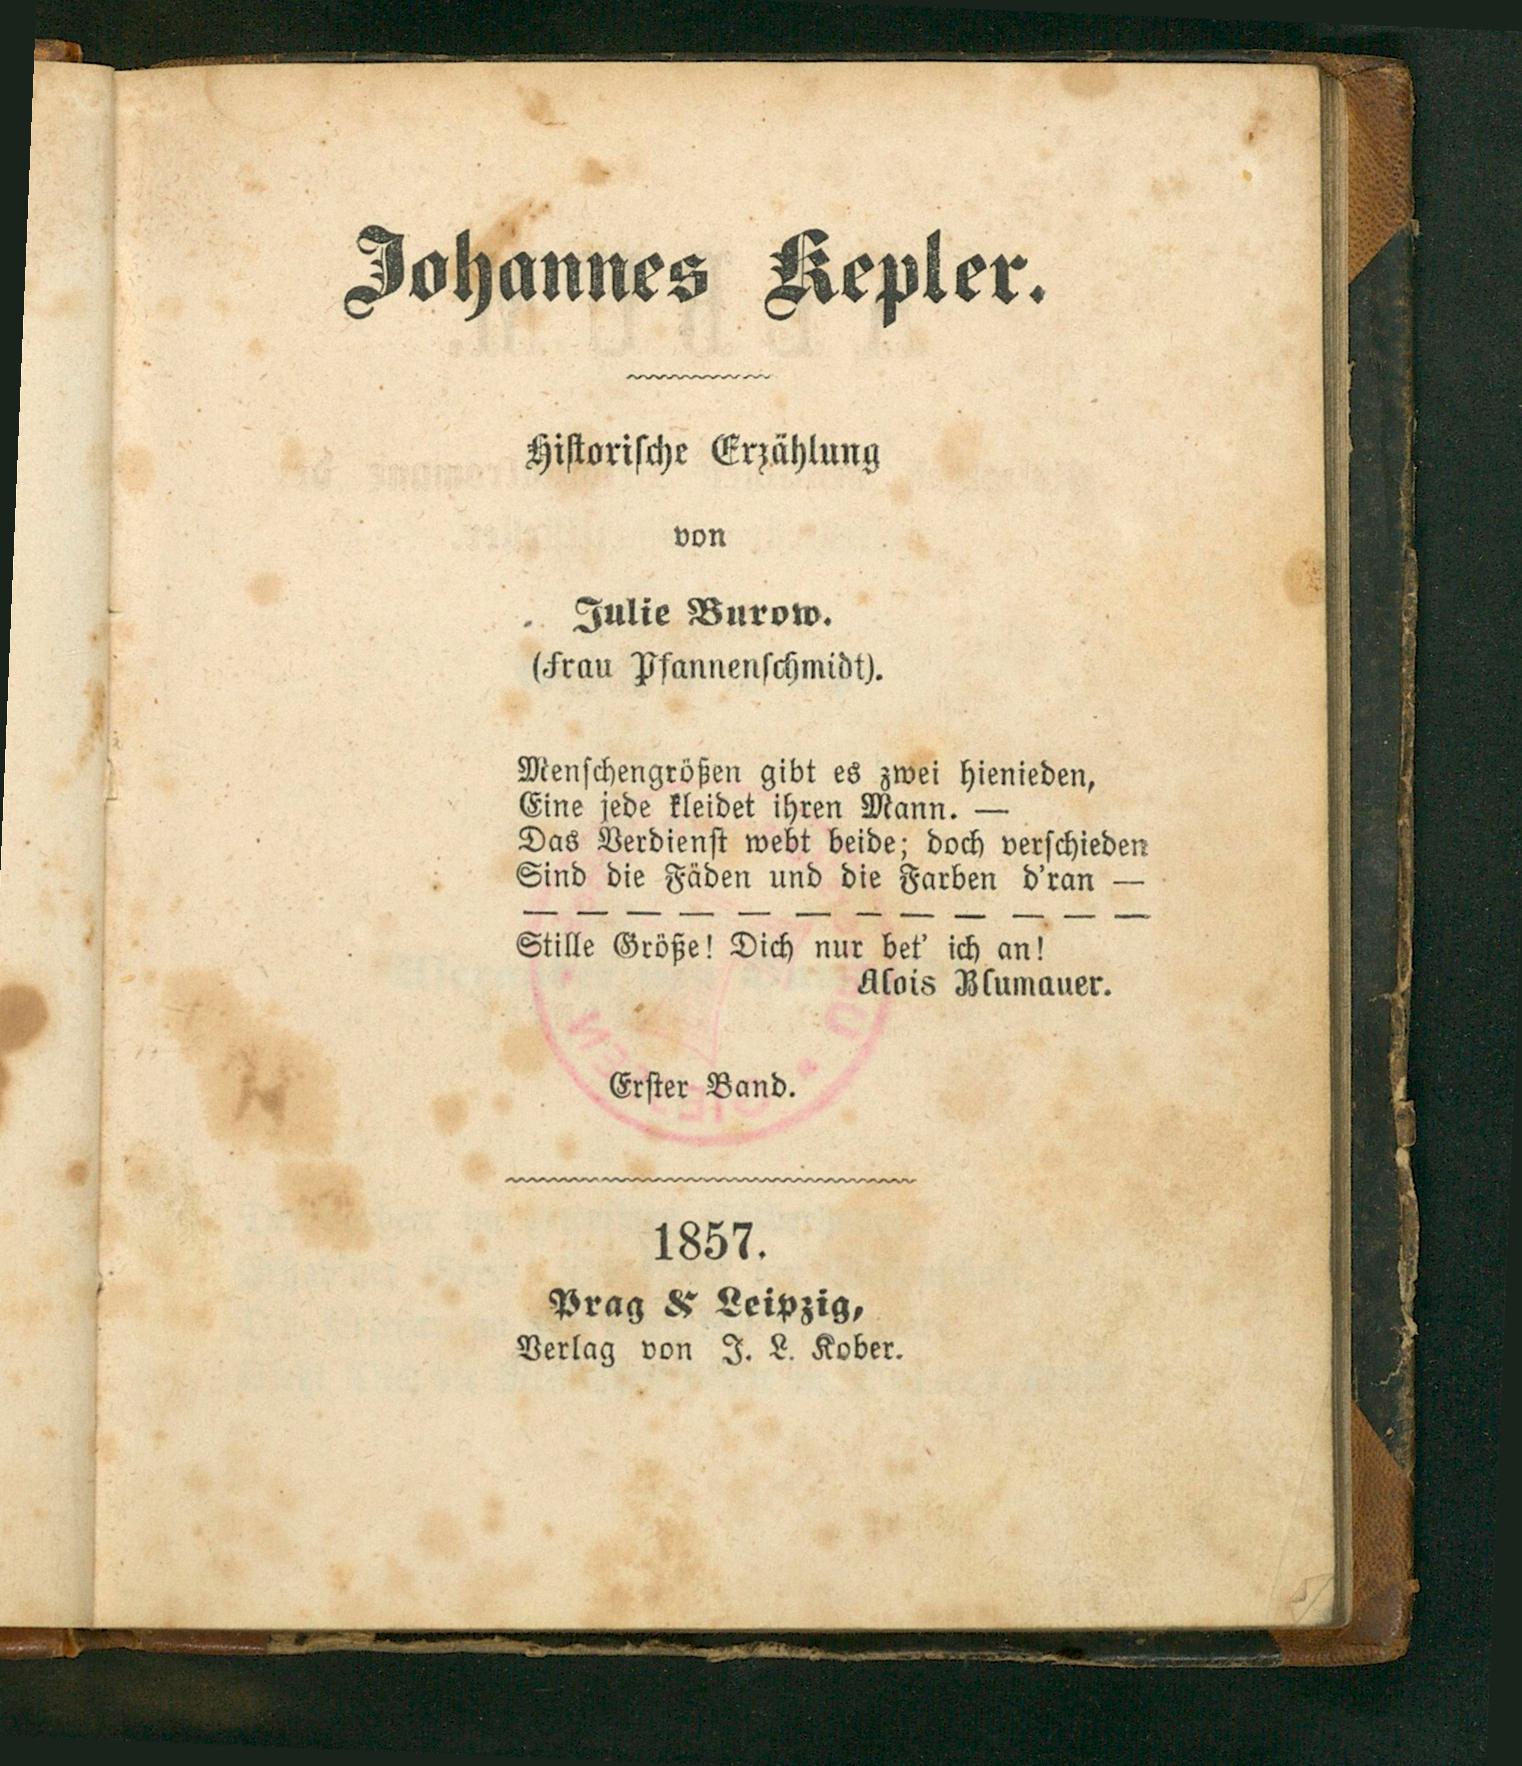 Johannes Kepler.
Hiſtoriſche Erzählung
von
Julie Burow.
(Frau Pfannenſchmidt).
Menſchengrößen gibt es zwei hienieden,
Eine jede kleidet ihren Mann. —
Das Verdienſt webt beide; doch verſchieden
Sind die Fäden und die Farben d'ran —
— — — — — — — — — — — —
Stille Größe! Dich nur bet' ich an!
Alois Blumauer.
Erſter Band.
1857.
Prag & Leipzig,
Verlag von J. L. Kober.